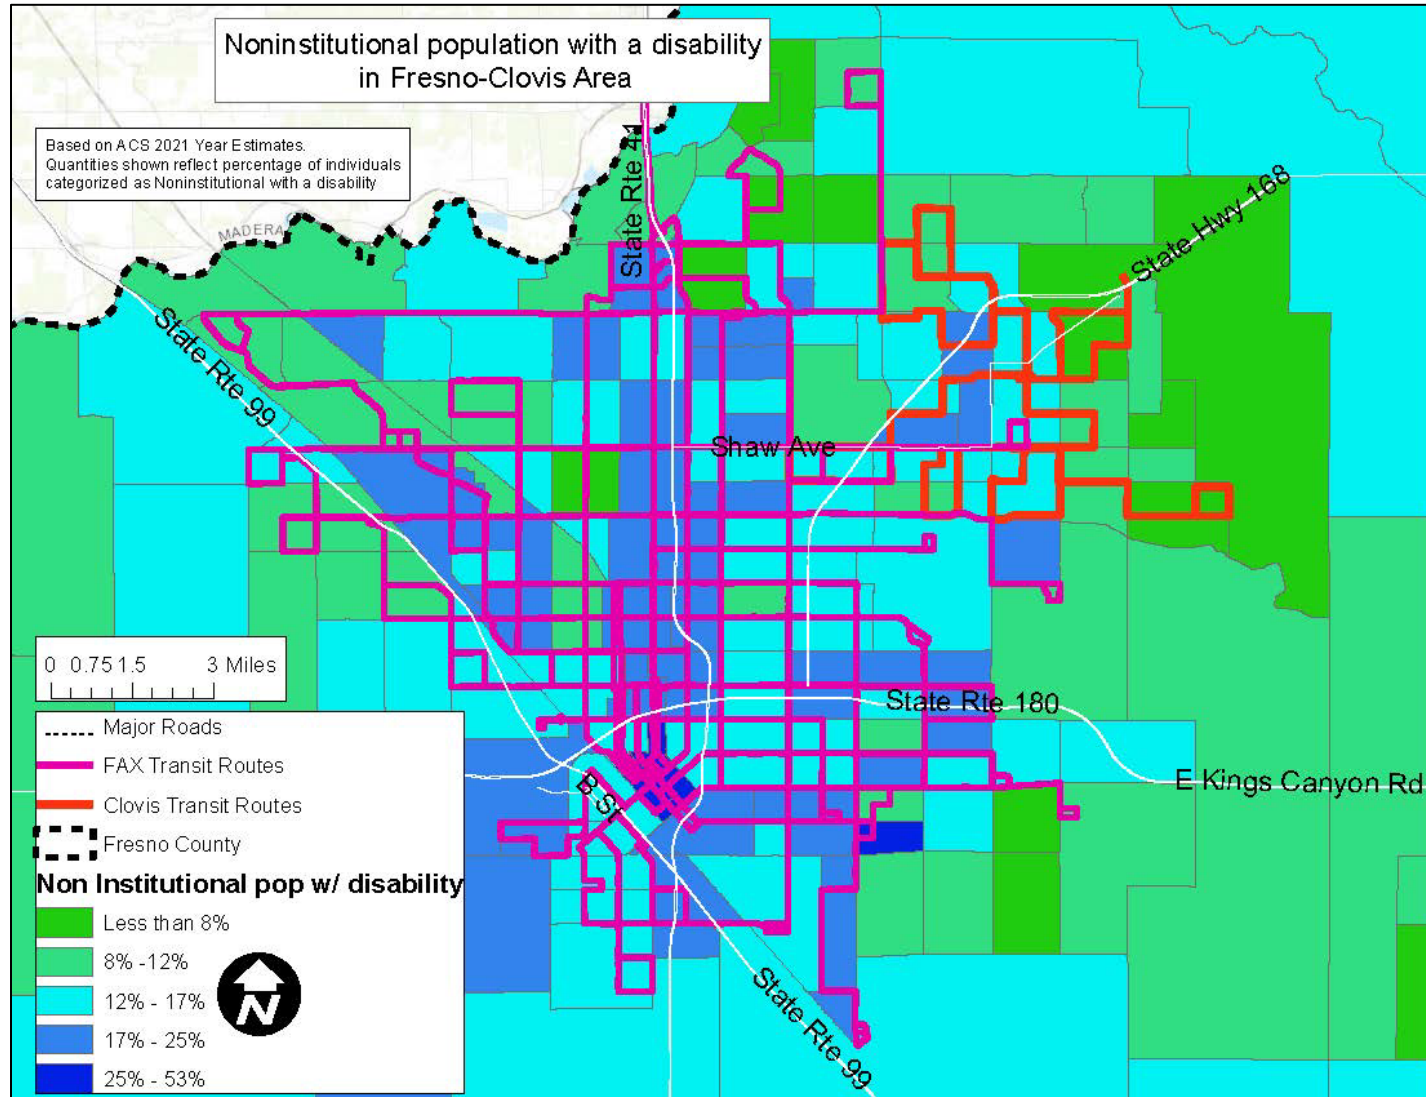 Noninstitutional population with a disability
in Fresno-Clovis Area
Based on ACS 2021 Year Estimates.
Quantities shown reflect percentage of individuals
categorized as Noninstitutional with a disability
MADERA
State Rte 41
State Hwy 168
State Rte 99
Shaw Ave
State Rte 180
E Kings Canyon Rd
B St
State Rte 99
0 0.75 1.5 3 Miles
Major Roads
FAX Transit Routes
Clovis Transit Routes
Fresno County
Non Institutional pop w/ disability
Less than 8%
8% -12%
12% - 17%
17% - 25%
25% - 53%
N